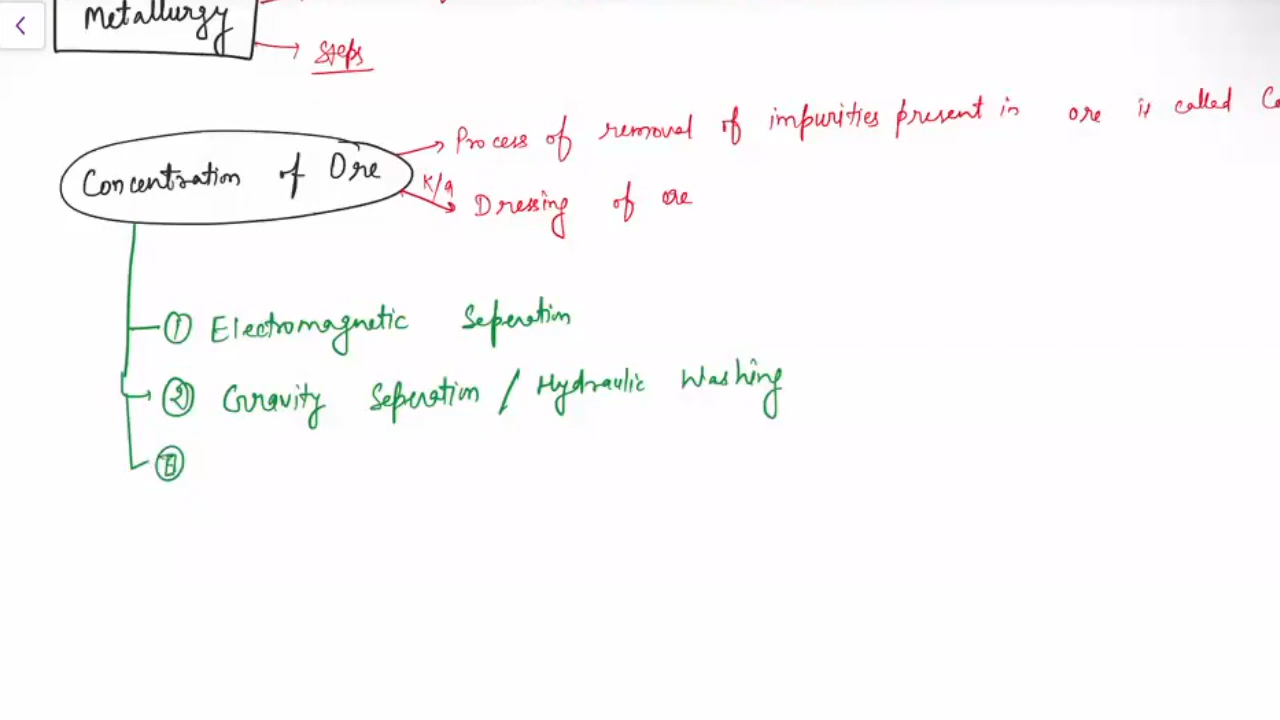 Metallurgy
Steps
Concentration of Ore
Process of removal of impurities present in ore is called
K/a
Dressing of ore
① Electromagnetic Seperation
② Gravity Seperation / Hydraulic Washing